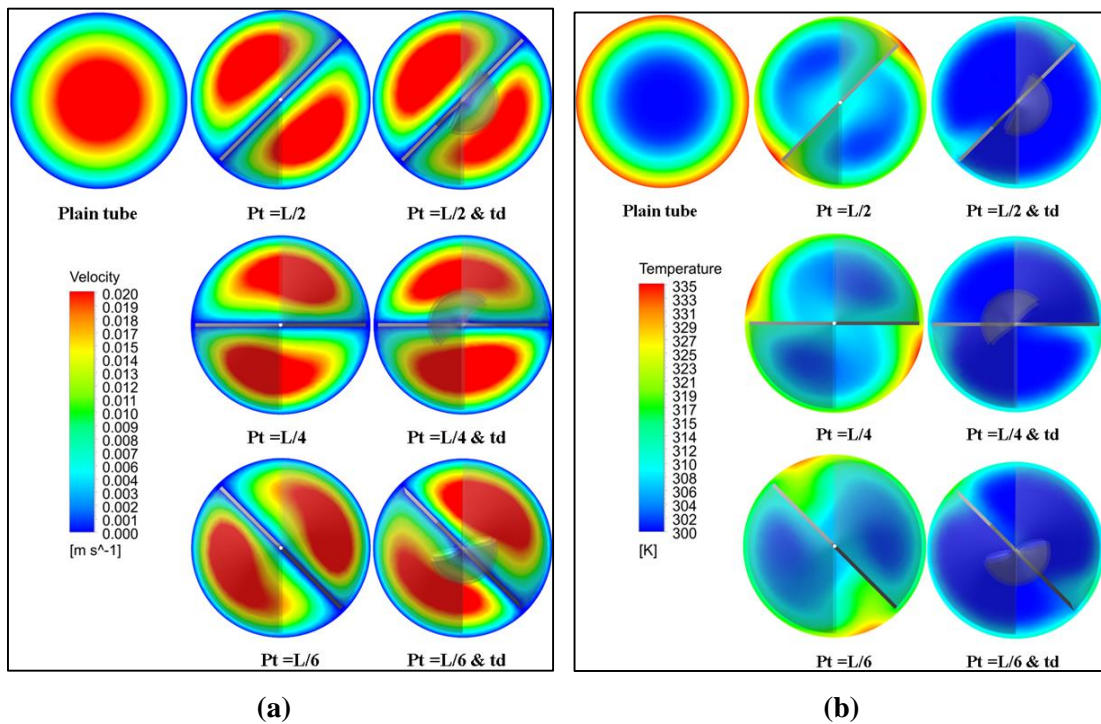 Plain tube
Pt =L/2
Pt =L/2 & td
Velocity
0.020
0.019
0.018
0.017
0.015
0.014
0.013
0.012
0.011
0.010
0.009
0.008
0.007
0.006
0.005
0.003
0.002
0.001
0.000
[m s^-1]
Pt =L/4
Pt =L/4 & td
Pt =L/6
Pt =L/6 & td
(a)
Plain tube
Pt =L/2
Pt =L/2 & td
Temperature
335
333
331
329
327
325
323
321
319
317
314
312
310
308
306
304
302
300
[K]
Pt =L/4
Pt =L/4 & td
Pt =L/6
Pt =L/6 & td
(b)